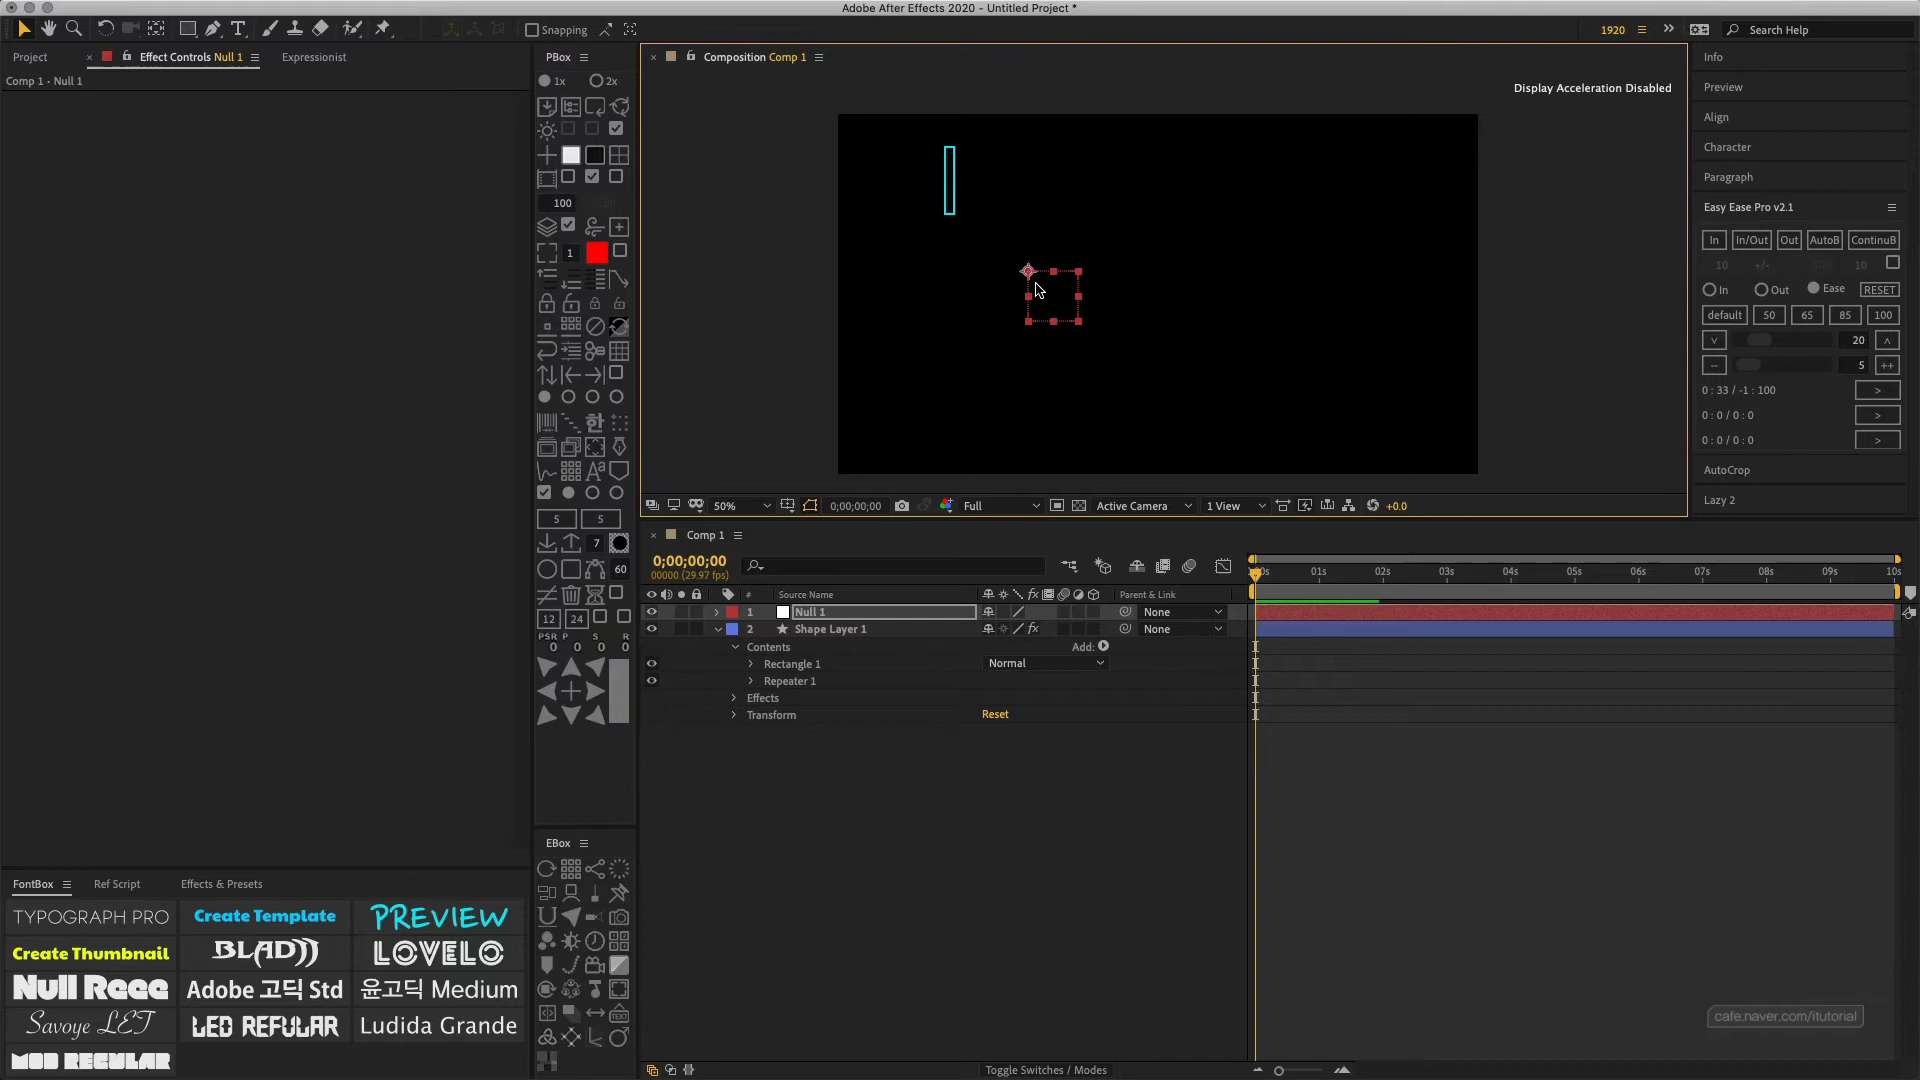 Adobe After Effects 2020 - Untitled Project *
Snapping
1920
Search Help
Project
Effect Controls Null 1
Expressionist
Comp 1 • Null 1
PBox
1x
2x
100
1
5
5
7
60
12
24
PSR
P
S
R
0
0
0
0
EBox
TEXT
Composition Comp 1
Display Acceleration Disabled
50%
0;00;00;00
Full
Active Camera
1 View
+0.0
Info
Preview
Align
Character
Paragraph
Easy Ease Pro v2.1
In
In/Out
Out
AutoB
ContinuB
10
+/-
10
In
Out
Ease
RESET
default
50
65
85
100
20
5
0 : 33 / -1 : 100
0 : 0 / 0 : 0
0 : 0 / 0 : 0
AutoCrop
Lazy 2
Comp 1
0;00;00;00
00000 (29.97 fps)
01s
02s
03s
04s
05s
06s
07s
08s
09s
10s
#
Source Name
Parent & Link
1
Null 1
None
2
Shape Layer 1
None
Contents
Add:
Rectangle 1
Normal
Repeater 1
Effects
Transform
Reset
FontBox
Ref Script
Effects & Presets
TYPOGRAPH PRO
Create Template
PREVIEW
Create Thumbnail
BLADE
LOVELO
Null Reee
Adobe 고딕 Std
윤고딕 Medium
Savoye LET
LED REFULAR
Ludida Grande
MOD REGULAR
Toggle Switches / Modes
cafe.naver.com/itutorial